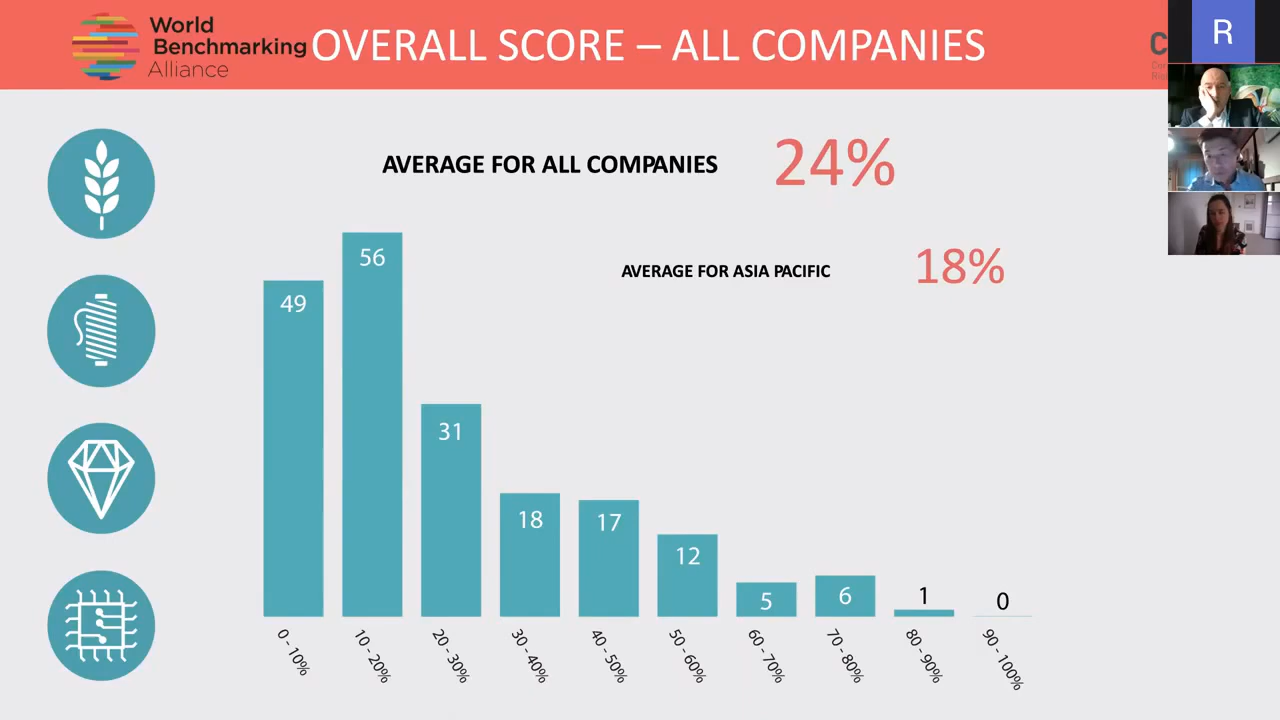 World
Benchmarking
Alliance
OVERALL SCORE – ALL COMPANIES
R
AVERAGE FOR ALL COMPANIES 24%
AVERAGE FOR ASIA PACIFIC 18%
49
56
31
18
17
12
5
6
1
0
0 - 10%
10 - 20%
20 - 30%
30 - 40%
40 - 50%
50 - 60%
60 - 70%
70 - 80%
80 - 90%
90 - 100%